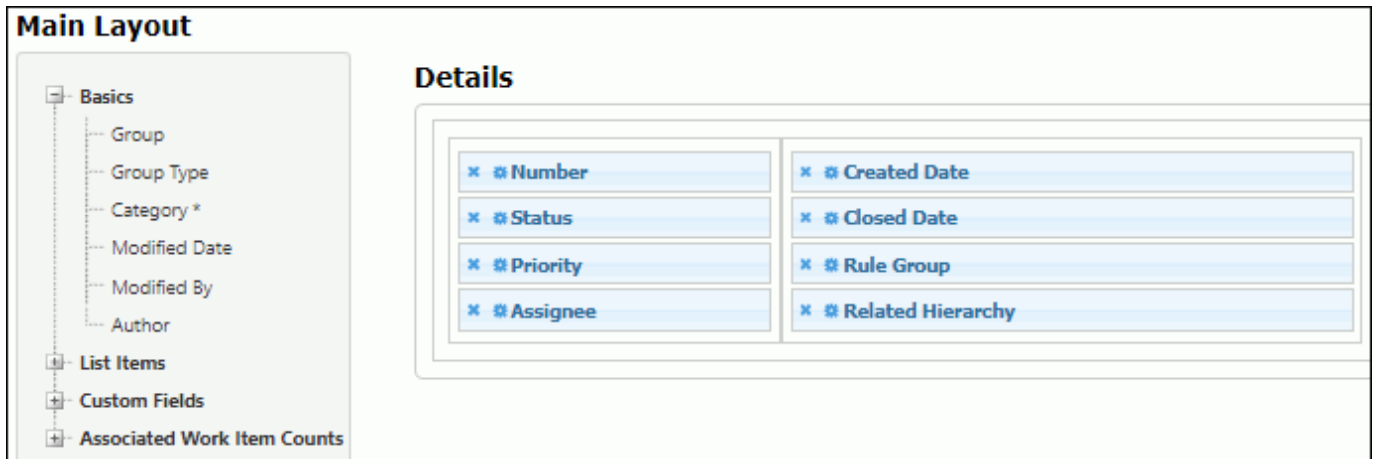 Main Layout
Basics
Group
Group Type
Category *
Modified Date
Modified By
Author
List Items
Custom Fields
Associated Work Item Counts
Details
Number
Status
Priority
Assignee
Created Date
Closed Date
Rule Group
Related Hierarchy